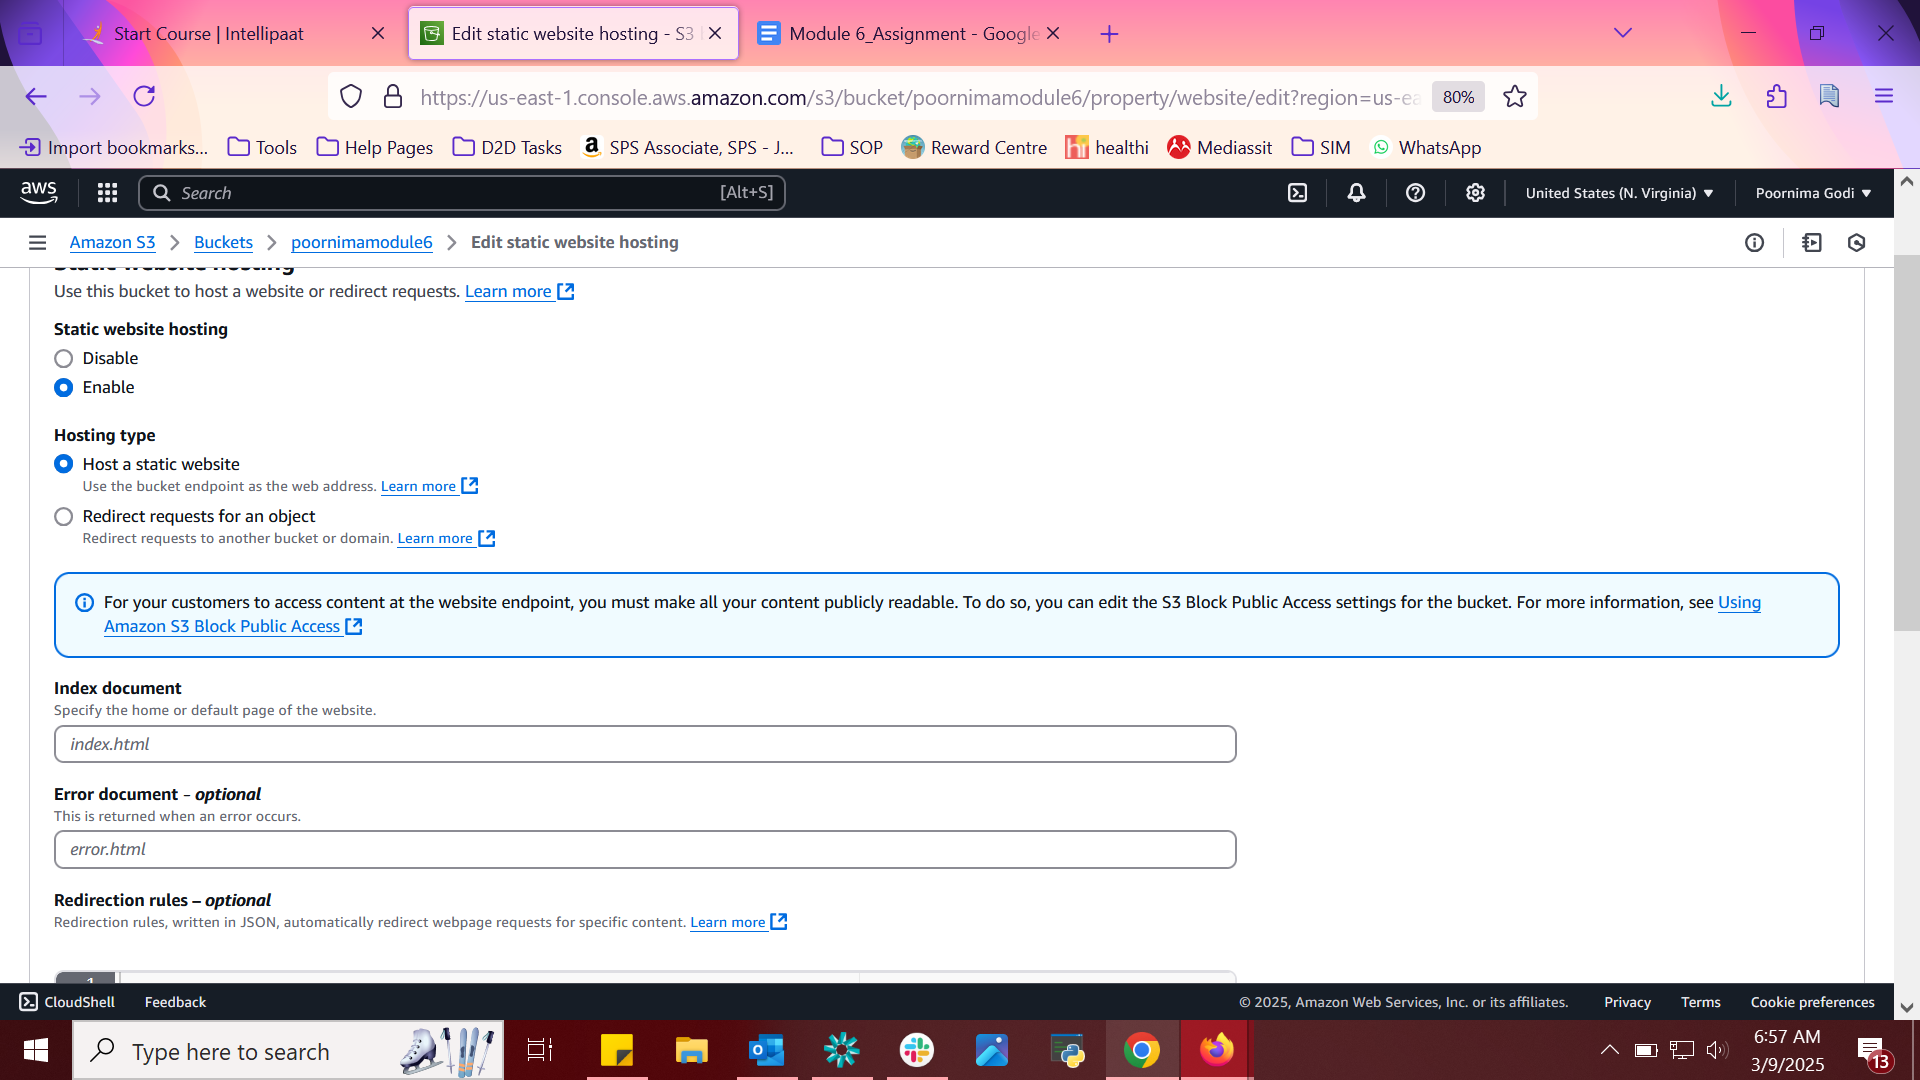 Start Course | Intellipaat
Edit static website hosting - S3
Module 6_Assignment - Google
https://us-east-1.console.aws.amazon.com/s3/bucket/poornimamodule6/property/website/edit?region=us-ea
80%
Import bookmarks...
Tools
Help Pages
D2D Tasks
SPS Associate, SPS - J...
SOP
Reward Centre
healthi
Mediassit
SIM
WhatsApp
aws
Search
[Alt+S]
United States (N. Virginia)
Poornima Godi
Amazon S3
Buckets
poornimamodule6
Edit static website hosting
Static website hosting
Use this bucket to host a website or redirect requests. Learn more
Static website hosting
Disable
Enable
Hosting type
Host a static website
Use the bucket endpoint as the web address. Learn more
Redirect requests for an object
Redirect requests to another bucket or domain. Learn more
For your customers to access content at the website endpoint, you must make all your content publicly readable. To do so, you can edit the S3 Block Public Access settings for the bucket. For more information, see Using
Amazon S3 Block Public Access
Index document
Specify the home or default page of the website.
index.html
Error document – optional
This is returned when an error occurs.
error.html
Redirection rules – optional
Redirection rules, written in JSON, automatically redirect webpage requests for specific content. Learn more
1
CloudShell
Feedback
© 2025, Amazon Web Services, Inc. or its affiliates.
Privacy
Terms
Cookie preferences
Type here to search
6:57 AM
3/9/2025
13